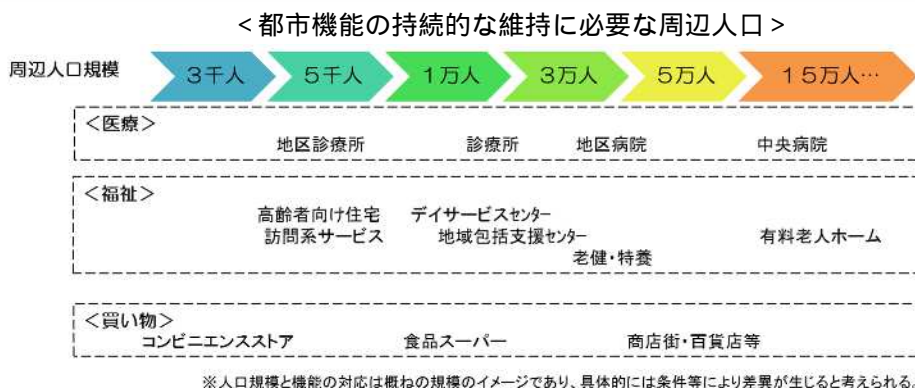 <都市機能の持続的な維持に必要な周辺人口>
周辺人口規模 3千人 5千人 1万人 3万人 5万人 15万人…
<医療>
地区診療所 診療所 地区病院 中央病院
<福祉>
高齢者向け住宅 デイサービスセンター
訪問系サービス 地域包括支援センター 有料老人ホーム
老健・特養
<買い物>
コンビニエンスストア 食品スーパー 商店街・百貨店等
※人口規模と機能の対応は概ねの規模のイメージであり、具体的には条件等により差異が生じると考えられる。